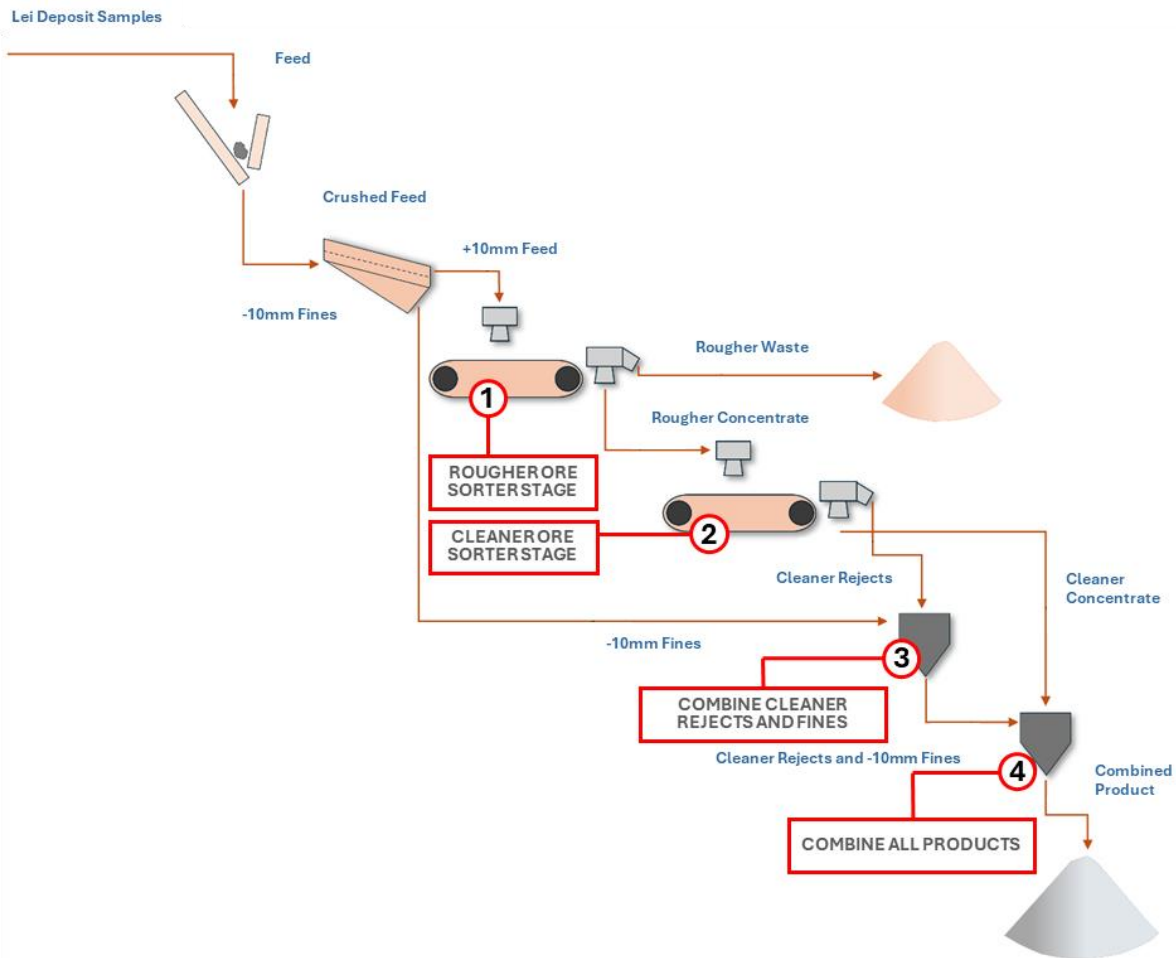 Lei Deposit Samples
Feed
Crushed Feed
+10mm Feed
-10mm Fines
Rougher Waste
1
Rougher Concentrate
ROUGHER ORE
SORTER STAGE
2
CLEANER ORE
SORTER STAGE
Cleaner Rejects
Cleaner
Concentrate
-10mm Fines
3
COMBINE CLEANER
REJECTS AND FINES
Cleaner Rejects and -10mm Fines
4
Combined
Product
COMBINE ALL PRODUCTS